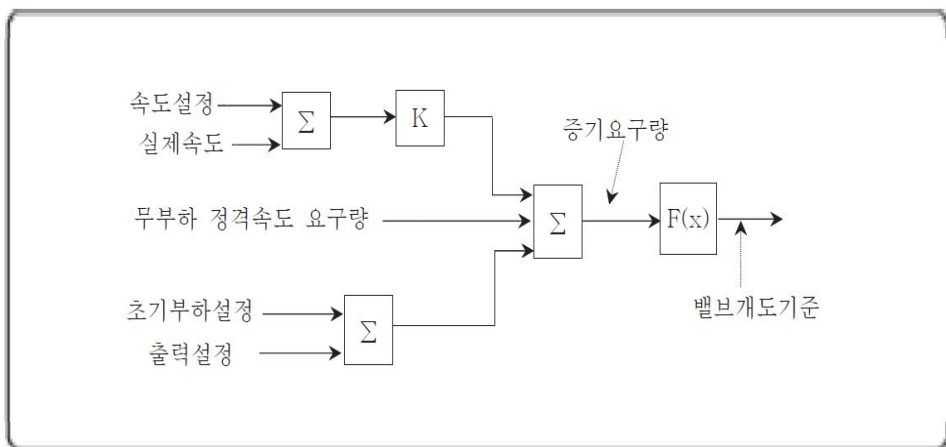 속도설정
실제속도
Σ
K
증기요구량
무부하 정격속도 요구량
Σ
F(x)
밸브개도기준
초기부하설정
출력설정
Σ